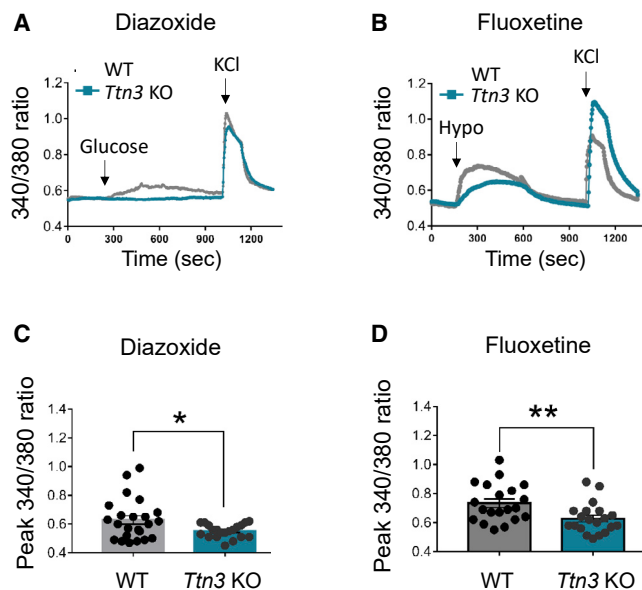 A
Diazoxide
WT
Ttn3 KO
KCl
Glucose
340/380 ratio
1.2
1.0
0.8
0.6
0.4
0
300
600
900
1200
Time (sec)
B
Fluoxetine
WT
Ttn3 KO
KCl
Hypo
340/380 ratio
1.2
1.0
0.8
0.6
0.4
0
300
600
900
1200
Time (sec)
C
Diazoxide
*
Peak 340/380 ratio
1.4
1.2
1.0
0.8
0.6
0.4
WT
Ttn3 KO
D
Fluoxetine
**
Peak 340/380 ratio
1.4
1.2
1.0
0.8
0.6
0.4
WT
Ttn3 KO